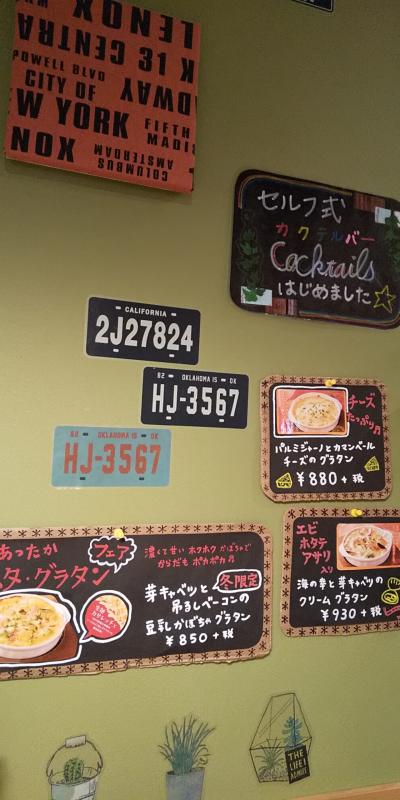 LENOX
31 CENTRAL
POWELL BLVD
CITY OF
W YORK
FIFTH
NOX
COLUMBUS
AMSTERDAM
セルフ式
カクテルバー
Cocktails
はじめました☆
CALIFORNIA
2J27824
82 OKLAHOMA IS OK
HJ-3567
82 OKLAHOMA IS OK
HJ-3567
チーズ
たっぷり♫
パルミジャーノとカマンベール
チーズのグラタン
¥880+税
エビ
ホタテ
アサリ
入り
海の幸と芽キャベツの
クリームグラタン
¥930+税
あったか
タ・グラタン
フェア
濃くて甘いホクホクかぼちゃで
からだもポカポカ♫
冬限定
芽キャベツと
吊るしベーコンの
豆乳かぼちゃグラタン
¥850+税
THE LIFE I